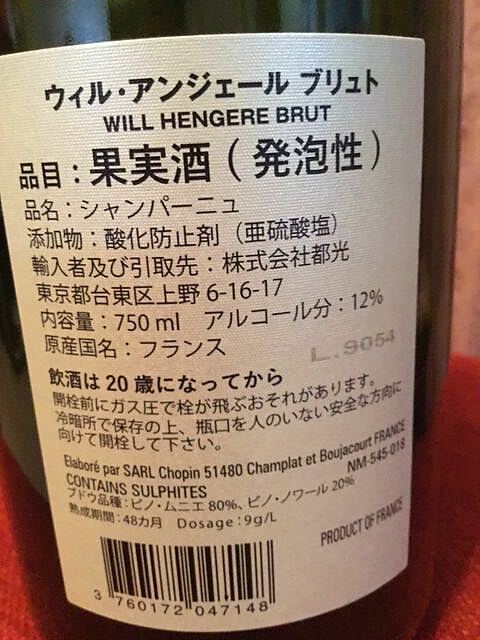 ウィル・アンジェール ブリュト
WILL HENGERE BRUT
品目：果実酒（発泡性）
品名：シャンパーニュ
添加物：酸化防止剤（亜硫酸塩）
輸入者及び引取先：株式会社都光
東京都台東区上野 6-16-17
内容量：750 ml アルコール分：12%
原産国名：フランス
L.9054
飲酒は 20 歳になってから
開栓前にガス圧で栓が飛ぶおそれがあります。
冷暗所で保存の上、瓶口を人のいない安全な方向に
向けて開栓して下さい。
Elaboré par SARL Chopin 51480 Champlat et Boujacourt FRANCE
NM-545-018
CONTAINS SULPHITES
ブドウ品種：ピノ・ムニエ 80%、ピノ・ノワール 20%
熟成期間：48カ月 Dosage：9g/L
PRODUCT OF FRANCE
3 760172 047148